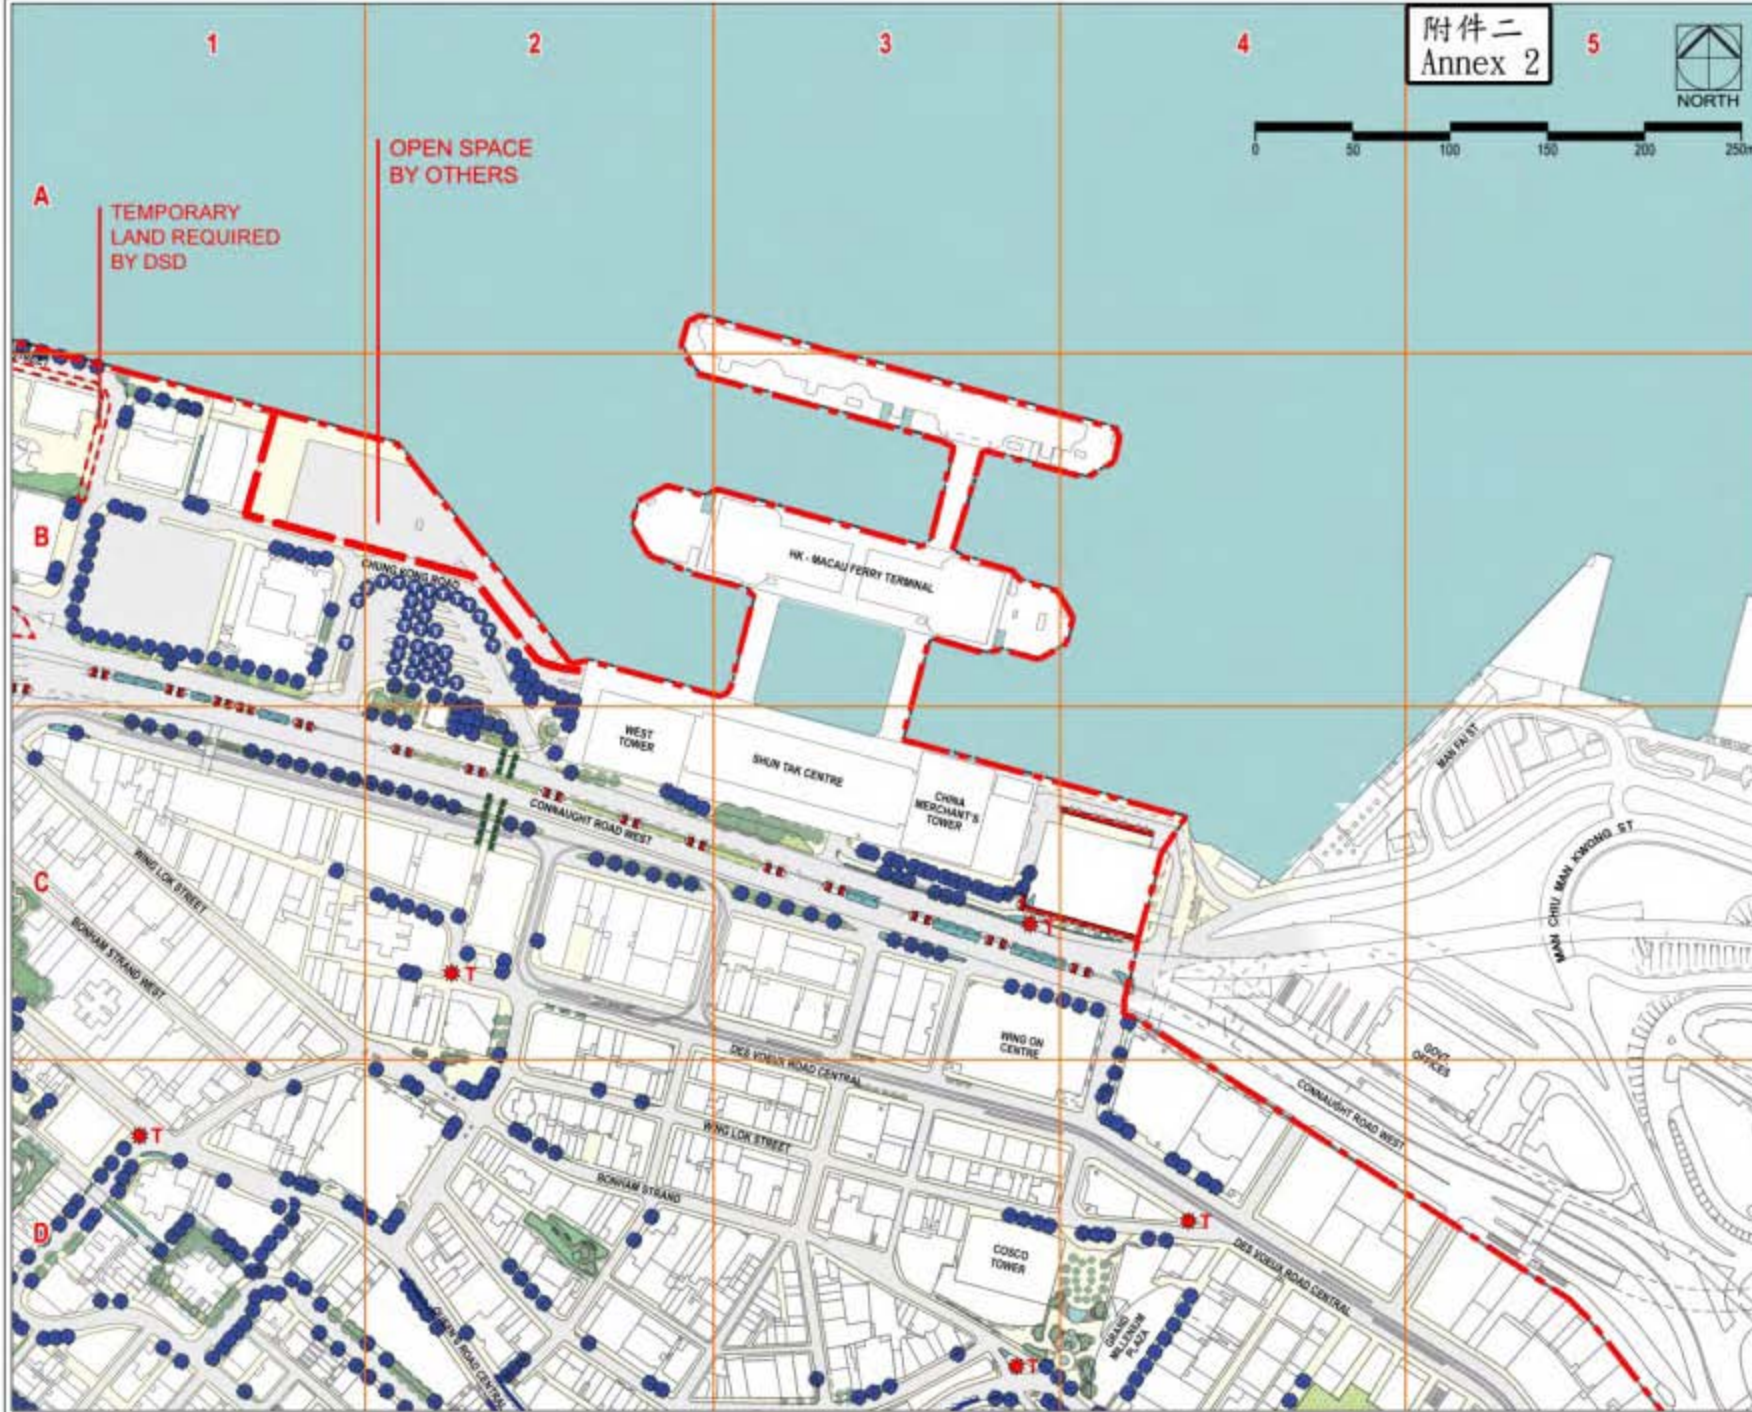 1
2
3
4
5
附件二
Annex 2
NORTH
0 50 100 150 200 250m
OPEN SPACE
BY OTHERS
A
TEMPORARY
LAND REQUIRED
BY DSD
B
HK - MACAU FERRY TERMINAL
CHUNG KONG ROAD
WEST
TOWER
SHUN TAK CENTRE
CHINA
MERCHANT'S
TOWER
MAN FAI ST
CONNAUGHT ROAD WEST
MAN CHIU MAN KWONG ST
C
WING LOK STREET
BONHAM STRAND WEST
T
T
WING ON
CENTRE
GOVT
OFFICES
DES VOEUX ROAD CENTRAL
CONNAUGHT ROAD WEST
T
WING LOK STREET
BONHAM STRAND
D
T
COSCO
TOWER
DES VOEUX ROAD CENTRAL
GRAND
MILLENIUM
PLAZA
QUEEN'S ROAD CENTRAL
T